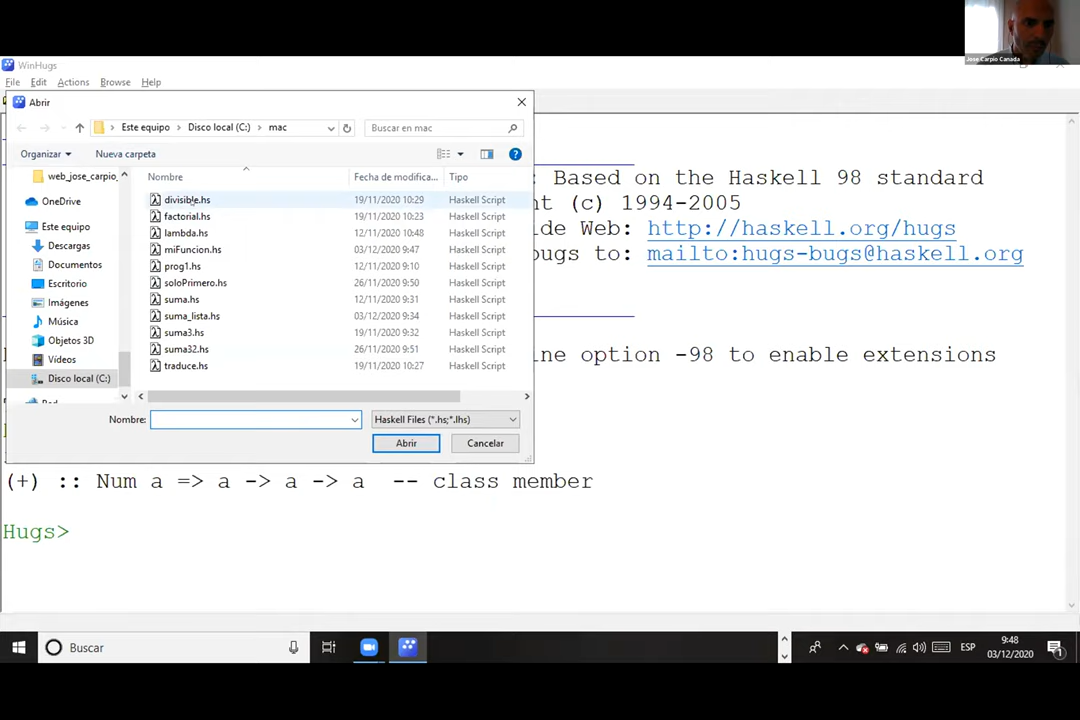 Jose Carpio Canada
WinHugs
File Edit Actions Browse Help
Abrir
Este equipo > Disco local (C:) > mac
Buscar en mac
Organizar
Nueva carpeta
Nombre
Fecha de modifica...
Tipo
web_jose_carpio_
OneDrive
Este equipo
Descargas
Documentos
Escritorio
Imágenes
Música
Objetos 3D
Vídeos
Disco local (C:)
divisible.hs 19/11/2020 10:29 Haskell Script
factorial.hs 19/11/2020 10:23 Haskell Script
lambda.hs 12/11/2020 10:48 Haskell Script
miFuncion.hs 03/12/2020 9:47 Haskell Script
prog1.hs 12/11/2020 9:10 Haskell Script
soloPrimero.hs 26/11/2020 9:50 Haskell Script
suma.hs 12/11/2020 9:31 Haskell Script
suma_lista.hs 03/12/2020 9:34 Haskell Script
suma3.hs 19/11/2020 9:32 Haskell Script
suma32.hs 26/11/2020 9:51 Haskell Script
traduce.hs 19/11/2020 10:27 Haskell Script
Nombre:
Haskell Files (*.hs;*.lhs)
Abrir
Cancelar
: Based on the Haskell 98 standard
nt (c) 1994-2005
ide Web: http://haskell.org/hugs
bugs to: mailto:hugs-bugs@haskell.org
ine option -98 to enable extensions
(+) :: Num a => a -> a -> a -- class member
Hugs>
Buscar
ESP
9:48
03/12/2020
1